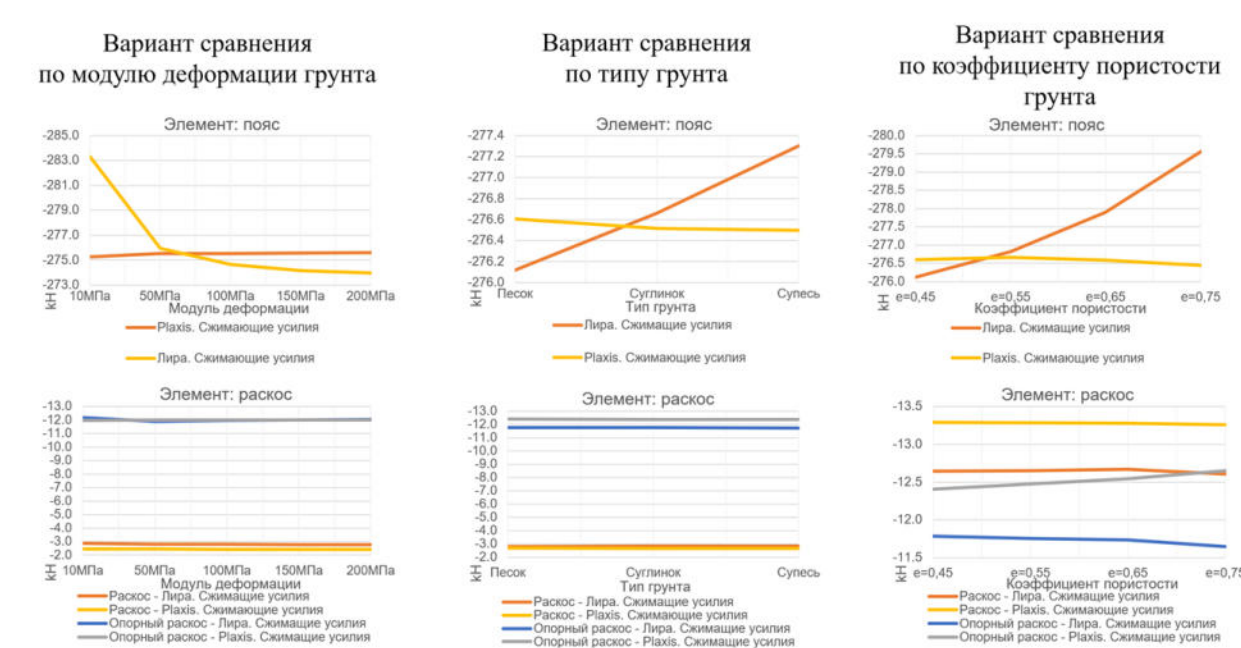 Вариант сравнения
по модулю деформации грунта
Элемент: пояс
-285.0
-283.0
-281.0
-279.0
-277.0
-275.0
-273.0
кН
10МПа 50МПа 100МПа 150МПа 200МПа
Модуль деформации
Plaxis. Сжимающие усилия
Лира. Сжимающие усилия
Элемент: раскос
-13.0
-12.0
-11.0
-10.0
-9.0
-8.0
-7.0
-6.0
-5.0
-4.0
-3.0
-2.0
кН
10МПа 50МПа 100МПа 150МПа 200МПа
Модуль деформации
Раскос - Лира. Сжимащие усилия
Раскос - Plaxis. Сжимающие усилия
Опорный раскос - Лира. Сжимащие усилия
Опорный раскос - Plaxis. Сжимащие усилия
Вариант сравнения
по типу грунта
Элемент: пояс
-277.4
-277.2
-277.0
-276.8
-276.6
-276.4
-276.2
-276.0
кН
Песок Суглинок Супесь
Тип грунта
Лира. Сжимающие усилия
Plaxis. Сжимающие усилия
Элемент: раскос
-13.0
-12.0
-11.0
-10.0
-9.0
-8.0
-7.0
-6.0
-5.0
-4.0
-3.0
-2.0
кН
Песок Суглинок Супесь
Тип грунта
Раскос - Лира. Сжимащие усилия
Раскос - Plaxis. Сжимающие усилия
Опорный раскос - Лира. Сжимащие усилия
Опорный раскос - Plaxis. Сжимащие усилия
Вариант сравнения
по коэффициенту пористости
грунта
Элемент: пояс
-280.0
-279.5
-279.0
-278.5
-278.0
-277.5
-277.0
-276.5
-276.0
кН
e=0,45 e=0,55 e=0,65 e=0,75
Коэффициент пористости
Лира. Сжимающие усилия
Plaxis. Сжимающие усилия
Элемент: раскос
-13.5
-13.0
-12.5
-12.0
-11.5
кН
e=0,45 e=0,55 e=0,65 e=0,75
Коэффициент пористости
Раскос - Лира. Сжимащие усилия
Раскос - Plaxis. Сжимающие усилия
Опорный раскос - Лира. Сжимащие усилия
Опорный раскос - Plaxis. Сжимащие усилия